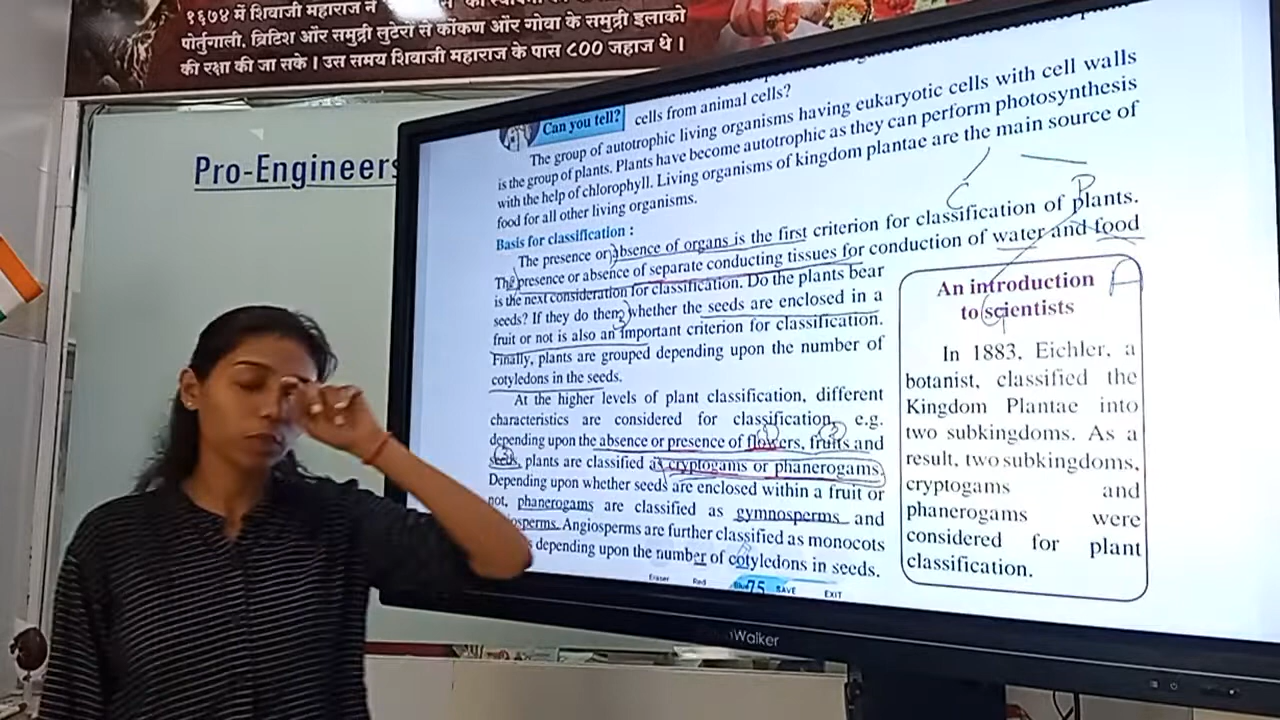 १६७४ में शिवाजी महाराज ने
पोर्तुगाली, ब्रिटिश और समुद्री लुटेरा से कोंकण और गोवा के समुद्री इलाको
की रक्षा की जा सके । उस समय शिवाजी महाराज के पास ८०० जहाज थे ।
Pro-Engineers
Can you tell? cells from animal cells?
The group of autotrophic living organisms having eukaryotic cells with cell walls
is the group of plants. Plants have become autotrophic as they can perform photosynthesis
with the help of chlorophyll. Living organisms of kingdom plantae are the main source of
food for all other living organisms.
Basis for classification :
The presence or absence of organs is the first criterion for classification of plants.
The presence or absence of separate conducting tissues for conduction of water and food
is the next consideration for classification. Do the plants bear
seeds? If they do then, whether the seeds are enclosed in a
fruit or not is also an important criterion for classification.
Finally, plants are grouped depending upon the number of
cotyledons in the seeds.
At the higher levels of plant classification, different
characteristics are considered for classification, e.g.
depending upon the absence or presence of flowers, fruits and
seeds, plants are classified as cryptogams or phanerogams.
Depending upon whether seeds are enclosed within a fruit or
not, phanerogams are classified as gymnosperms and
iosperms. Angiosperms are further classified as monocots
depending upon the number of cotyledons in seeds.
C
P
G
A
An introduction
to scientists
In 1883, Eichler, a
botanist, classified the
Kingdom Plantae into
two subkingdoms. As a
result, two subkingdoms,
cryptogams and
phanerogams were
considered for plant
classification.
Eraser Red Blue 75 SAVE EXIT
Walker